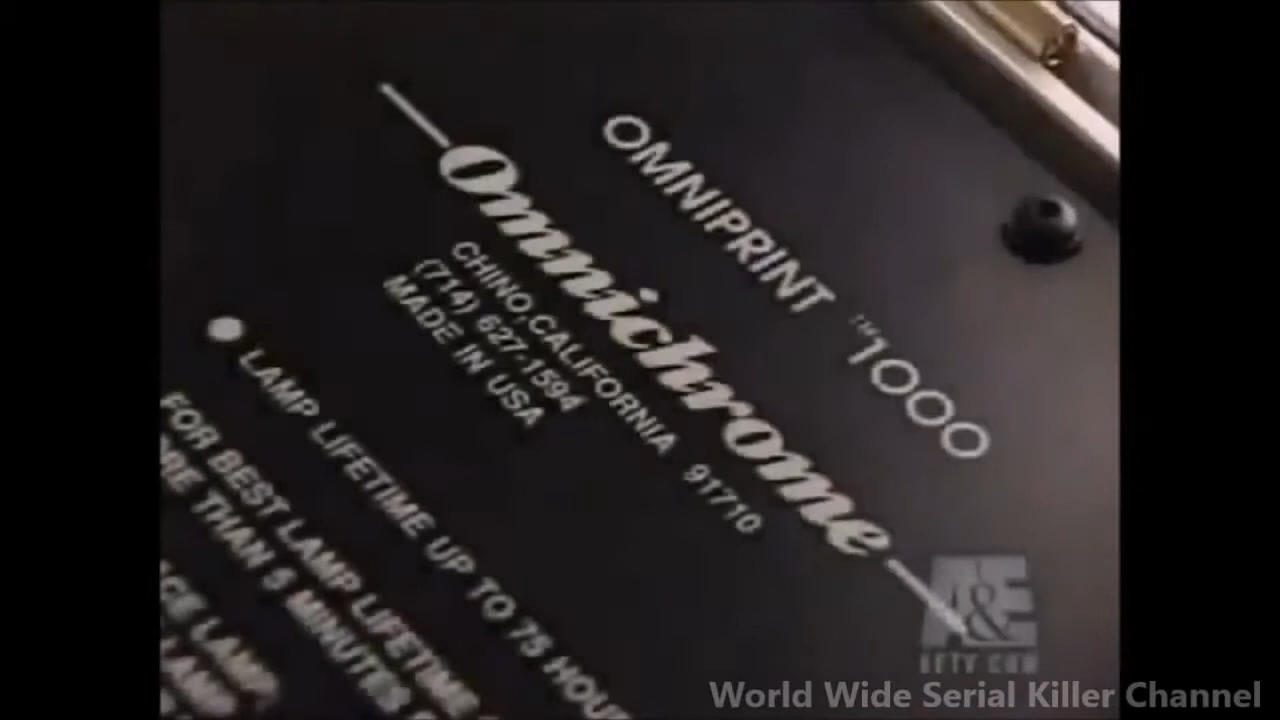 OMNIPRINT ™1000
Omnichrome
CHINO, CALIFORNIA 91710
(714) 627-1594
MADE IN USA
LAMP LIFETIME UP TO 75
FOR BEST LAMP LIFETIME
THAN 5 MINUTES
LAMP,
A&E
World Wide Serial Killer Channel